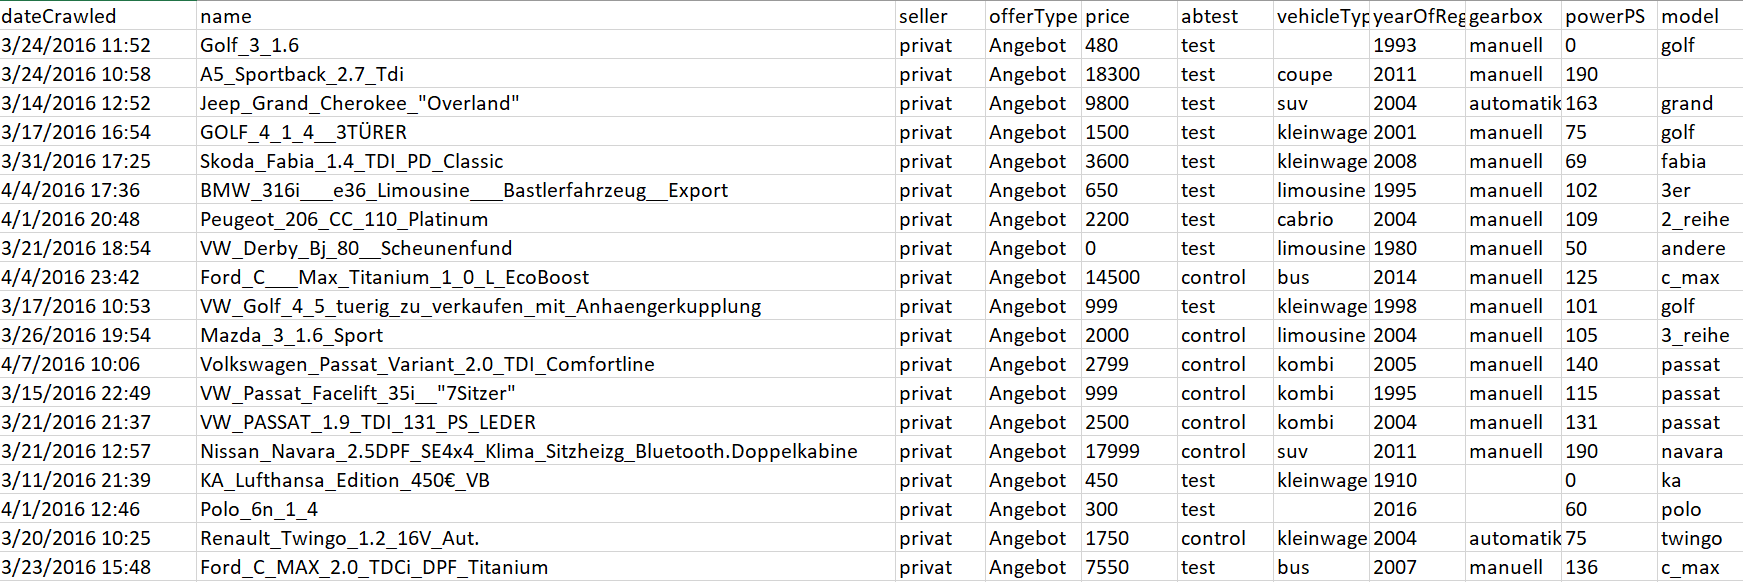 dateCrawled name seller offerType price abtest vehicleTyp yearOfReg gearbox powerPS model
3/24/2016 11:52 Golf_3_1.6 privat Angebot 480 test 1993 manuell 0 golf
3/24/2016 10:58 A5_Sportback_2.7_Tdi privat Angebot 18300 test coupe 2011 manuell 190
3/14/2016 12:52 Jeep_Grand_Cherokee_"Overland" privat Angebot 9800 test suv 2004 automatik 163 grand
3/17/2016 16:54 GOLF_4_1_4__3TÜRER privat Angebot 1500 test kleinwage 2001 manuell 75 golf
3/31/2016 17:25 Skoda_Fabia_1.4_TDI_PD_Classic privat Angebot 3600 test kleinwage 2008 manuell 69 fabia
4/4/2016 17:36 BMW_316i___e36_Limousine___Bastlerfahrzeug__Export privat Angebot 650 test limousine 1995 manuell 102 3er
4/1/2016 20:48 Peugeot_206_CC_110_Platinum privat Angebot 2200 test cabrio 2004 manuell 109 2_reihe
3/21/2016 18:54 VW_Derby_Bj_80__Scheunenfund privat Angebot 0 test limousine 1980 manuell 50 andere
4/4/2016 23:42 Ford_C___Max_Titanium_1_0_L_EcoBoost privat Angebot 14500 control bus 2014 manuell 125 c_max
3/17/2016 10:53 VW_Golf_4_5_tuerig_zu_verkaufen_mit_Anhaengerkupplung privat Angebot 999 test kleinwage 1998 manuell 101 golf
3/26/2016 19:54 Mazda_3_1.6_Sport privat Angebot 2000 control limousine 2004 manuell 105 3_reihe
4/7/2016 10:06 Volkswagen_Passat_Variant_2.0_TDI_Comfortline privat Angebot 2799 control kombi 2005 manuell 140 passat
3/15/2016 22:49 VW_Passat_Facelift_35i__"7Sitzer" privat Angebot 999 control kombi 1995 manuell 115 passat
3/21/2016 21:37 VW_PASSAT_1.9_TDI_131_PS_LEDER privat Angebot 2500 control kombi 2004 manuell 131 passat
3/21/2016 12:57 Nissan_Navara_2.5DPF_SE4x4_Klima_Sitzheizg_Bluetooth.Doppelkabine privat Angebot 17999 control suv 2011 manuell 190 navara
3/11/2016 21:39 KA_Lufthansa_Edition_450€_VB privat Angebot 450 test kleinwage 1910 0 ka
4/1/2016 12:46 Polo_6n_1_4 privat Angebot 300 test 2016 60 polo
3/20/2016 10:25 Renault_Twingo_1.2_16V_Aut. privat Angebot 1750 control kleinwage 2004 automatik 75 twingo
3/23/2016 15:48 Ford_C_MAX_2.0_TDCi_DPF_Titanium privat Angebot 7550 test bus 2007 manuell 136 c_max